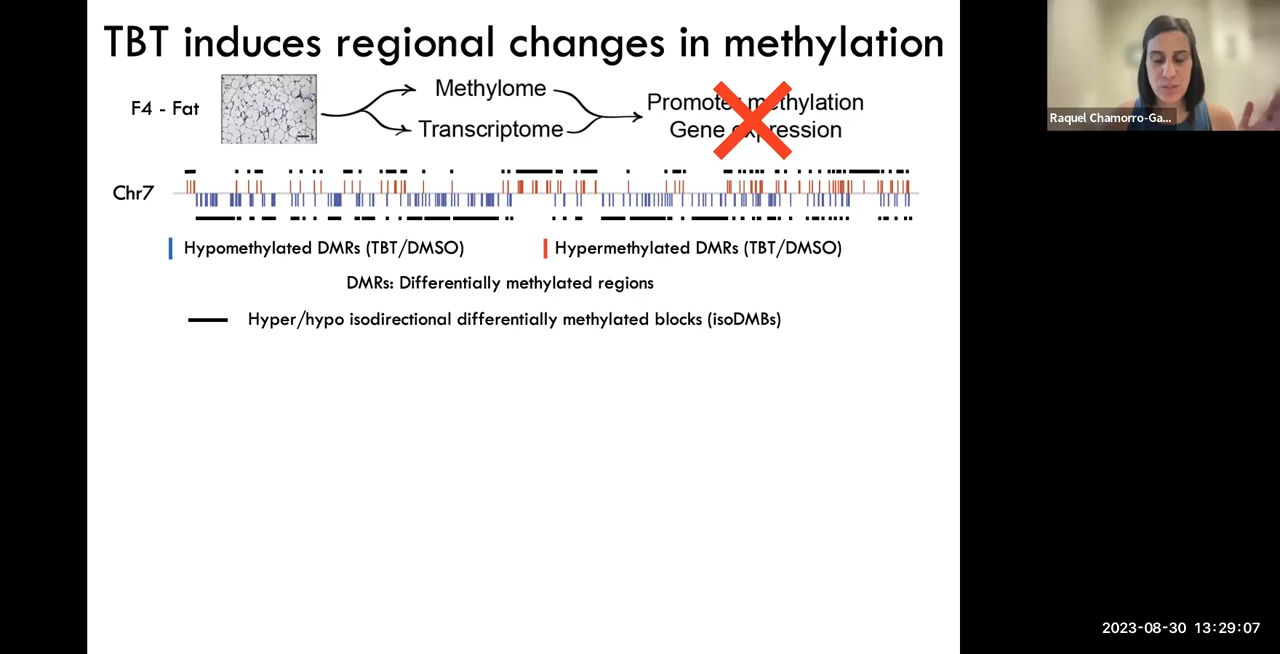 TBT induces regional changes in methylation
F4 - Fat
Methylome
Transcriptome
Promoter methylation
Gene expression
Chr7
Hypomethylated DMRs (TBT/DMSO)
Hypermethylated DMRs (TBT/DMSO)
DMRs: Differentially methylated regions
Hyper/hypo isodirectional differentially methylated blocks (isoDMBs)
Raquel Chamorro-Ga...
2023-08-30 13:29:07